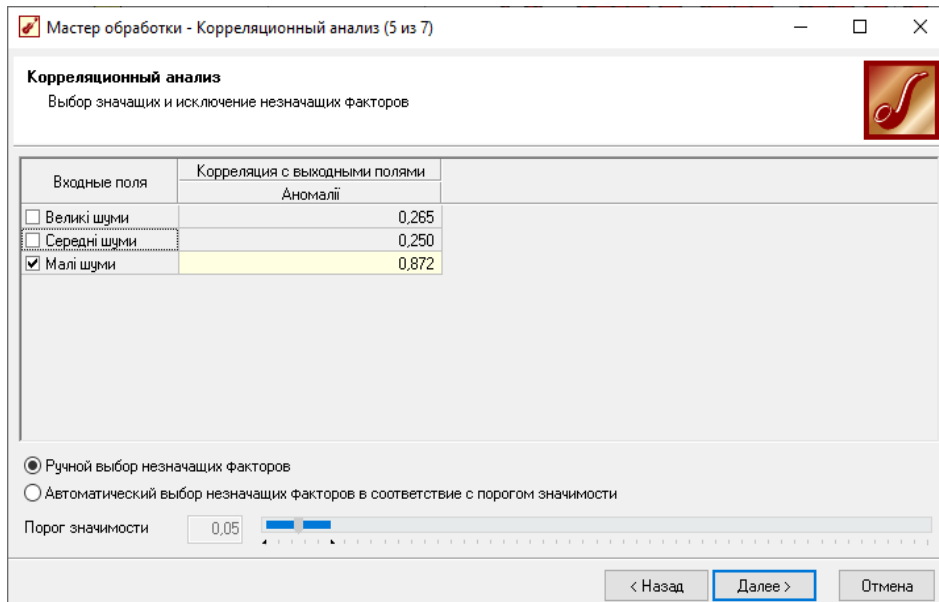 Мастер обработки - Корреляционный анализ (5 из 7)
Корреляционный анализ
Выбор значащих и исключение незначащих факторов
Входные поля
Корреляция с выходными полями
Аномалії
Великі шуми 0,265
Середні шуми 0,250
Малі шуми 0,872
Ручной выбор незначащих факторов
Автоматический выбор незначащих факторов в соответствие с порогом значимости
Порог значимости 0,05
< Назад Далее > Отмена